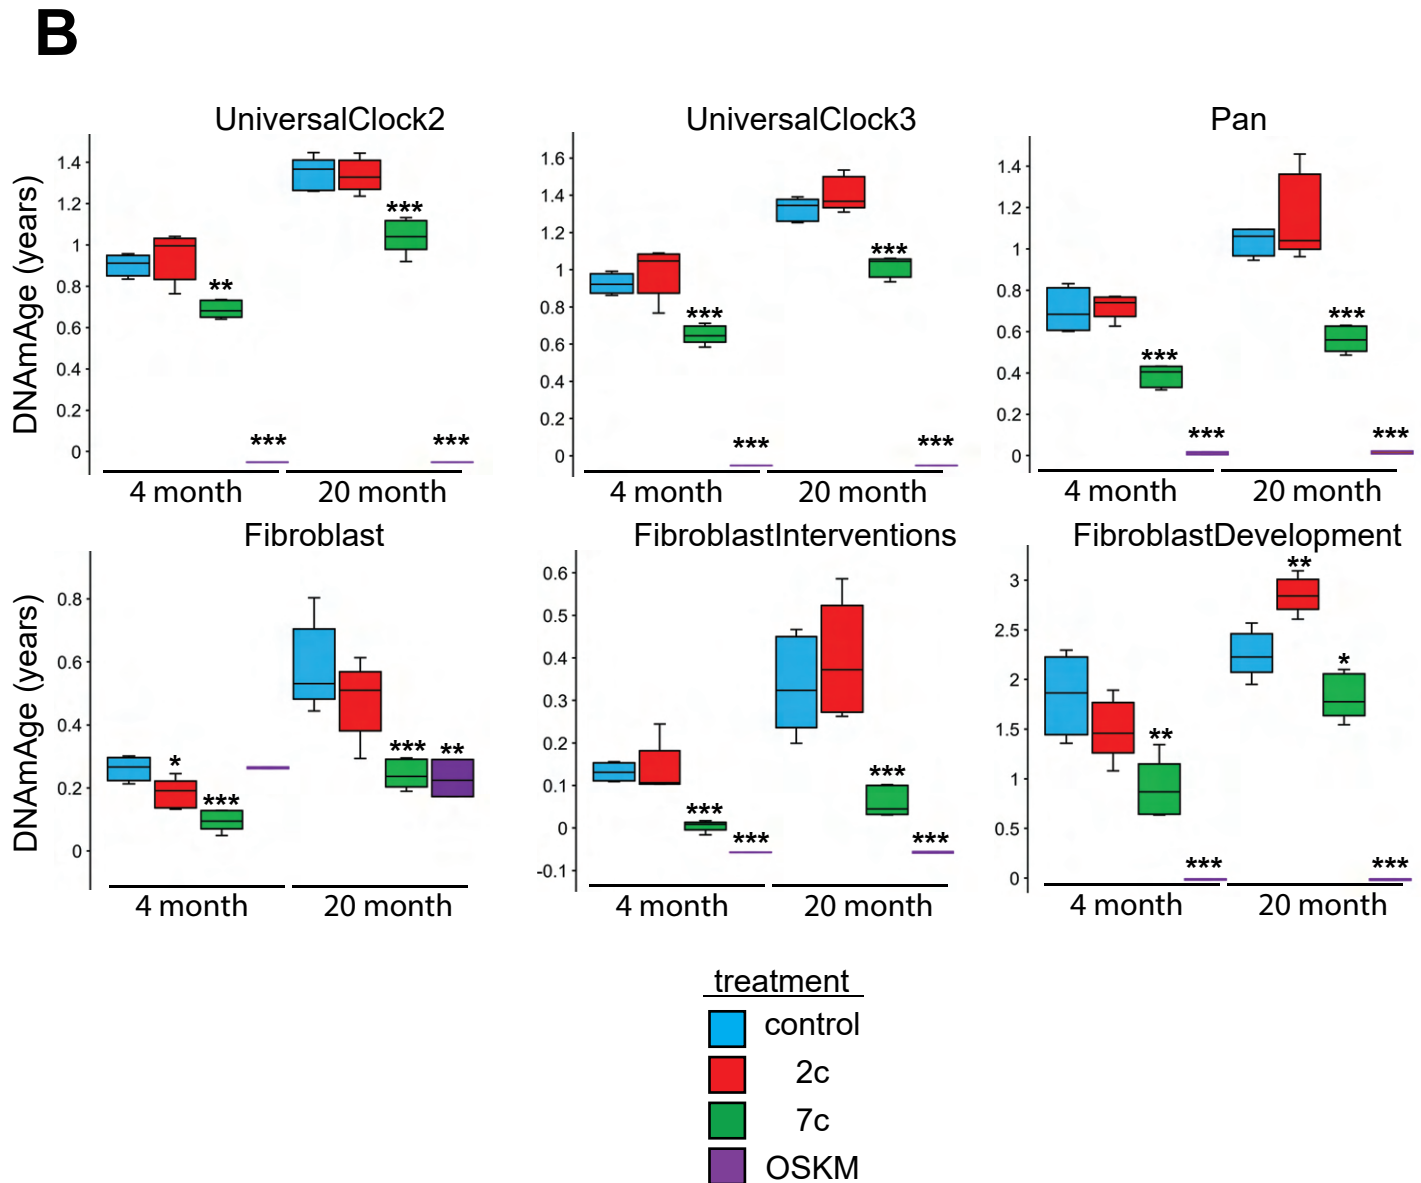 B
UniversalClock2
UniversalClock3
Pan
DNAmAge (years)
1.4
1.2
1
0.8
0.6
0.4
0.2
0
**
***
***
***
4 month
20 month
1.6
1.4
1.2
1
0.8
0.6
0.4
0.2
0
***
***
***
***
4 month
20 month
1.4
1.2
1
0.8
0.6
0.4
0.2
0
***
***
***
***
4 month
20 month
Fibroblast
FibroblastInterventions
FibroblastDevelopment
DNAmAge (years)
0.8
0.6
0.4
0.2
0
*
***
***
**
4 month
20 month
0.6
0.5
0.4
0.3
0.2
0.1
0
-0.1
***
***
***
***
4 month
20 month
3
2.5
2
1.5
1
0.5
0
**
***
**
*
***
4 month
20 month
treatment
control
2c
7c
OSKM